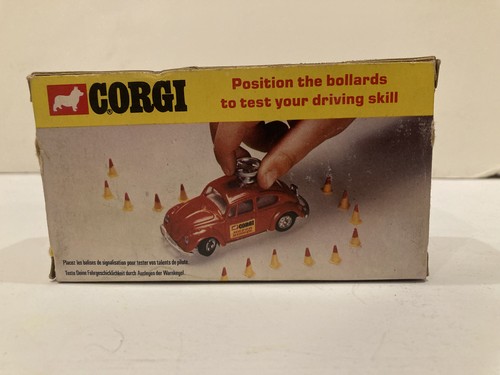 CORGI
Position the bollards
to test your driving skill
CORGI
Placez les balises de signalisation pour tester vos talents de pilote.
Teste Deine Fahrgeschicklichkeit durch Auslegen der Warnkegel.